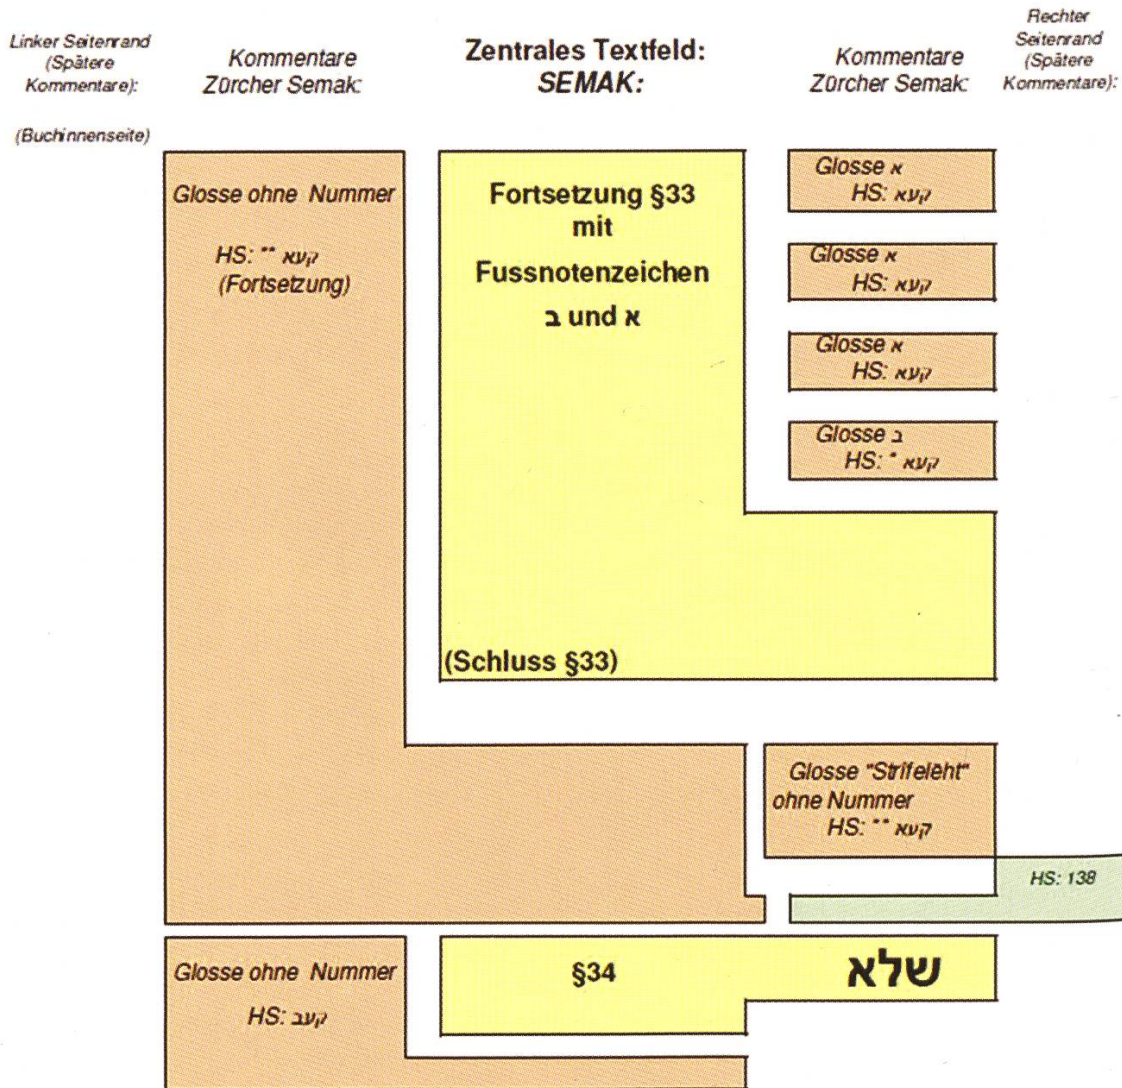 Linker Seitenrand
(Spätere
Kommentare):
(Buchinnenseite)
Kommentare
Zürcher Semak:
Zentrales Textfeld:
SEMAK:
Kommentare
Zürcher Semak:
Rechter
Seitenrand
(Spätere
Kommentare):
Glosse ohne Nummer
HS: ** קעא
(Fortsetzung)
Fortsetzung §33
mit
Fussnotenzeichen
ב und א
(Schluss §33)
Glosse א
HS: קעא
Glosse א
HS: קעא
Glosse א
HS: קעא
Glosse ב
HS: * קעא
Glosse "Strifelëht"
ohne Nummer
HS: ** קעא
HS: 138
Glosse ohne Nummer
HS: קעב
§34
שלא